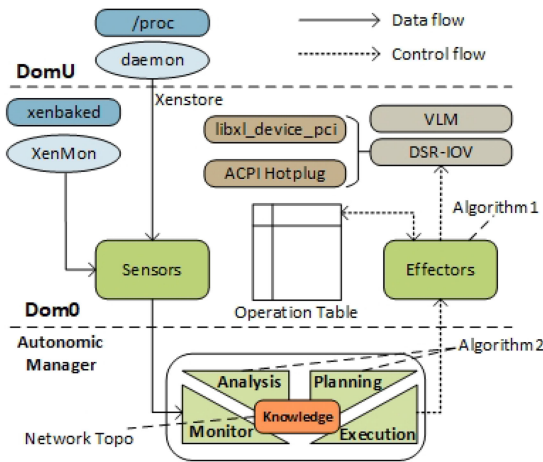 /proc
Data flow
daemon
Control flow
DomU
Xenstore
xenbaked
libxl_device_pci
VLM
XenMon
DSR-IOV
ACPI Hotplug
Algorithm1
Sensors
Effectors
Operation Table
Dom0
Autonomic
Manager
Algorithm2
Analysis
Planning
Knowledge
Network Topo
Monitor
Execution